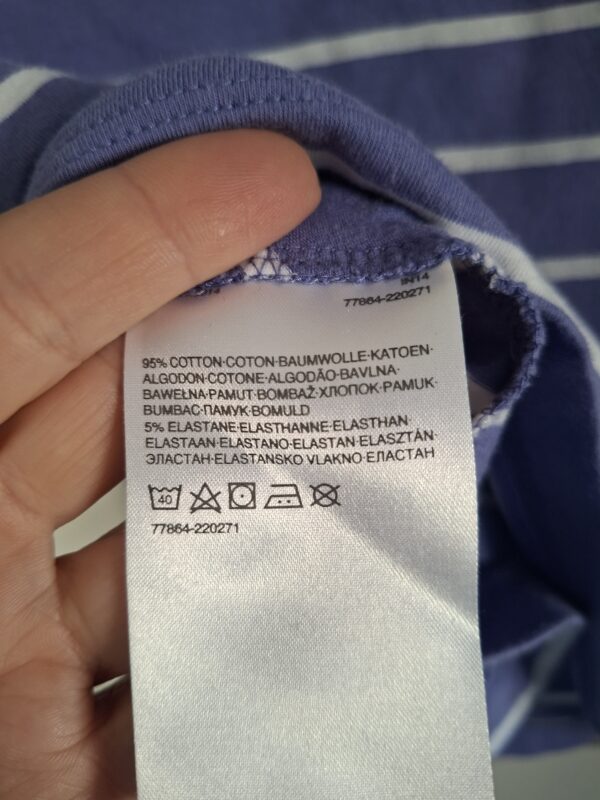 IN14
77864-220271
95% COTTON·COTON·BAUMWOLLE·KATOEN·
ALGODON·COTONE·ALGODÃO·BAVLNA·
BAWEŁNA·PAMUT·BOMBAŽ·ХЛОПОК·PAMUK·
BUMBAC·ПАМУК·BOMULD
5% ELASTANE·ELASTHANNE·ELASTHAN·
ELASTAAN·ELASTANO·ELASTAN·ELASZTÁN·
ЭЛАСТАН·ELASTANSKO VLAKNO·ЕЛАСТАН
40
77864-220271